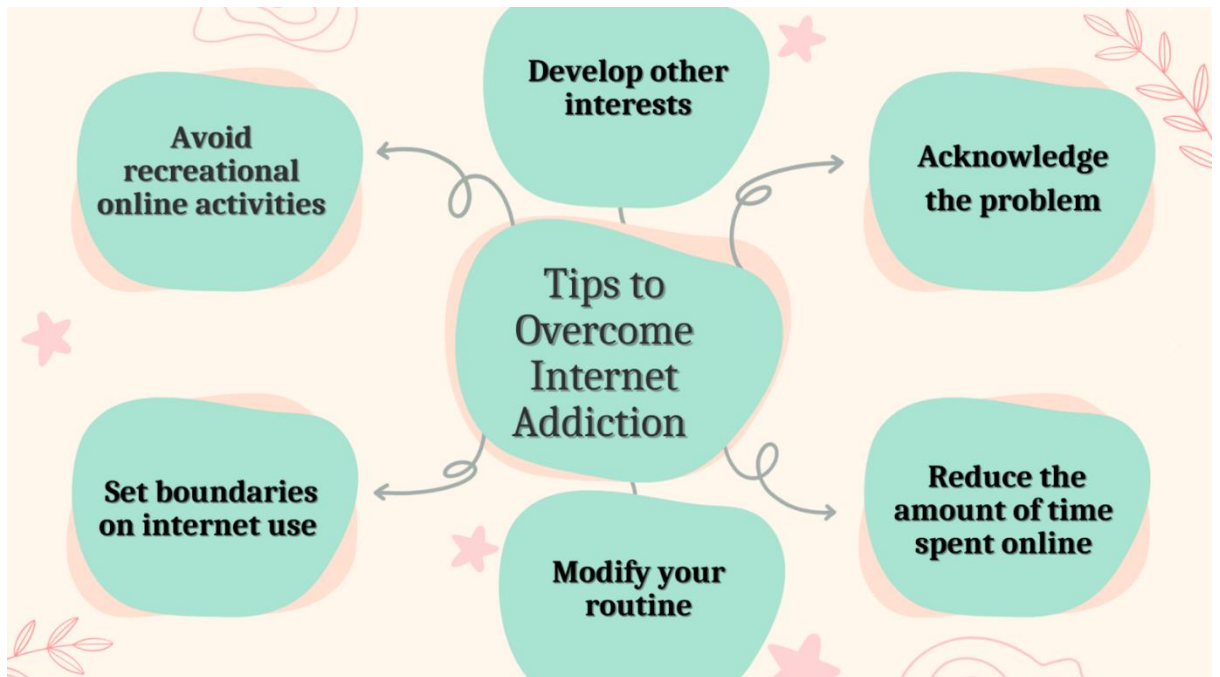 Develop other
interests
Avoid
recreational
online activities
Acknowledge
the problem
Tips to
Overcome
Internet
Addiction
Set boundaries
on internet use
Reduce the
amount of time
spent online
Modify your
routine